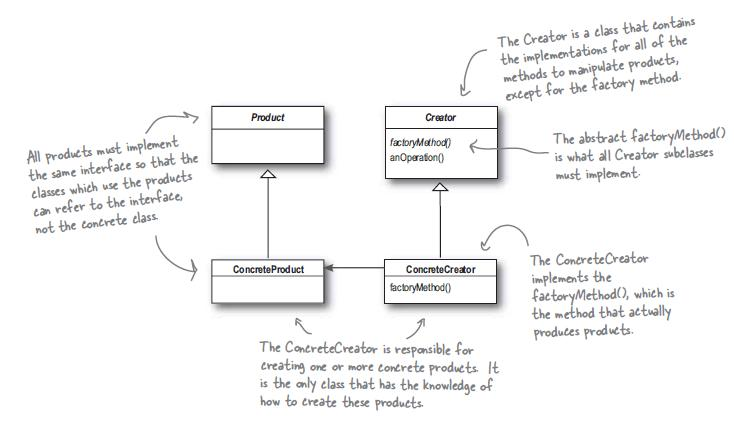 The Creator is a class that contains
the implementations for all of the
methods to manipulate products,
except for the factory method.
Product
Creator
factoryMethod()
anOperation()
All products must implement
the same interface so that the
classes which use the products
can refer to the interface,
not the concrete class.
The abstract factoryMethod()
is what all Creator subclasses
must implement.
ConcreteProduct
ConcreteCreator
factoryMethod()
The ConcreteCreator
implements the
factoryMethod(), which is
the method that actually
produces products.
The ConcreteCreator is responsible for
creating one or more concrete products. It
is the only class that has the knowledge of
how to create these products.